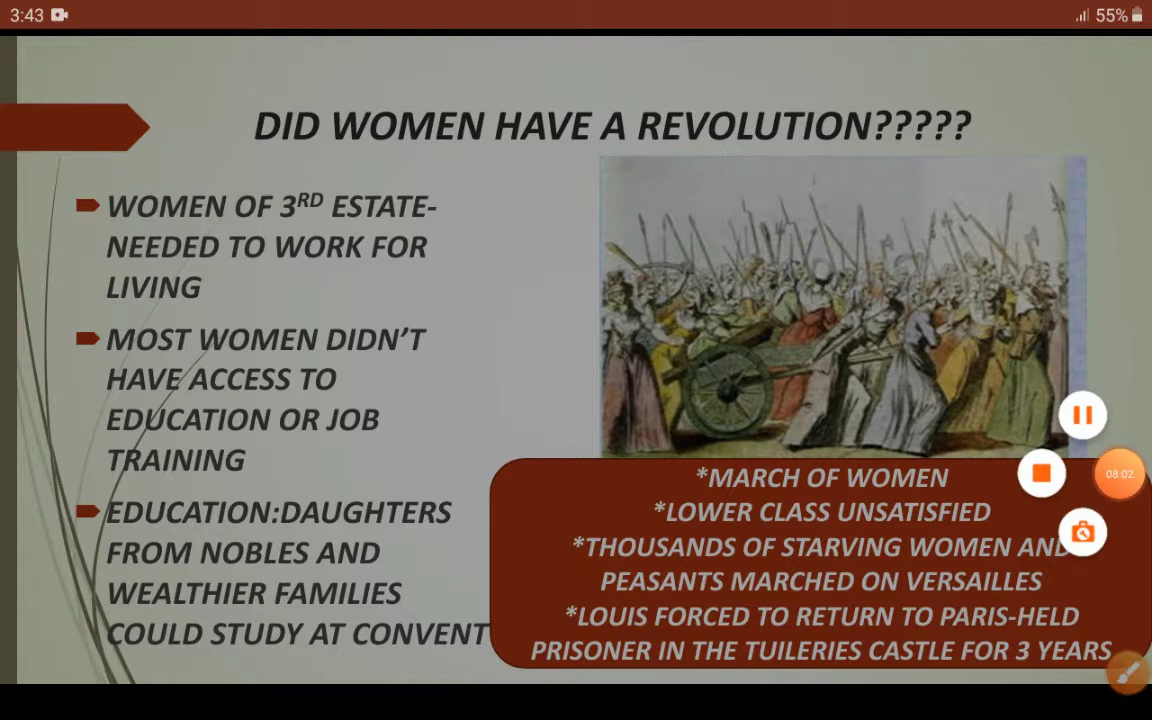 3:43
55%
DID WOMEN HAVE A REVOLUTION?????
WOMEN OF 3RD ESTATE-
NEEDED TO WORK FOR
LIVING
MOST WOMEN DIDN'T
HAVE ACCESS TO
EDUCATION OR JOB
TRAINING
EDUCATION:DAUGHTERS
FROM NOBLES AND
WEALTHIER FAMILIES
COULD STUDY AT CONVENT
*MARCH OF WOMEN
*LOWER CLASS UNSATISFIED
*THOUSANDS OF STARVING WOMEN AND
PEASANTS MARCHED ON VERSAILLES
*LOUIS FORCED TO RETURN TO PARIS-HELD
PRISONER IN THE TUILERIES CASTLE FOR 3 YEARS
08:02